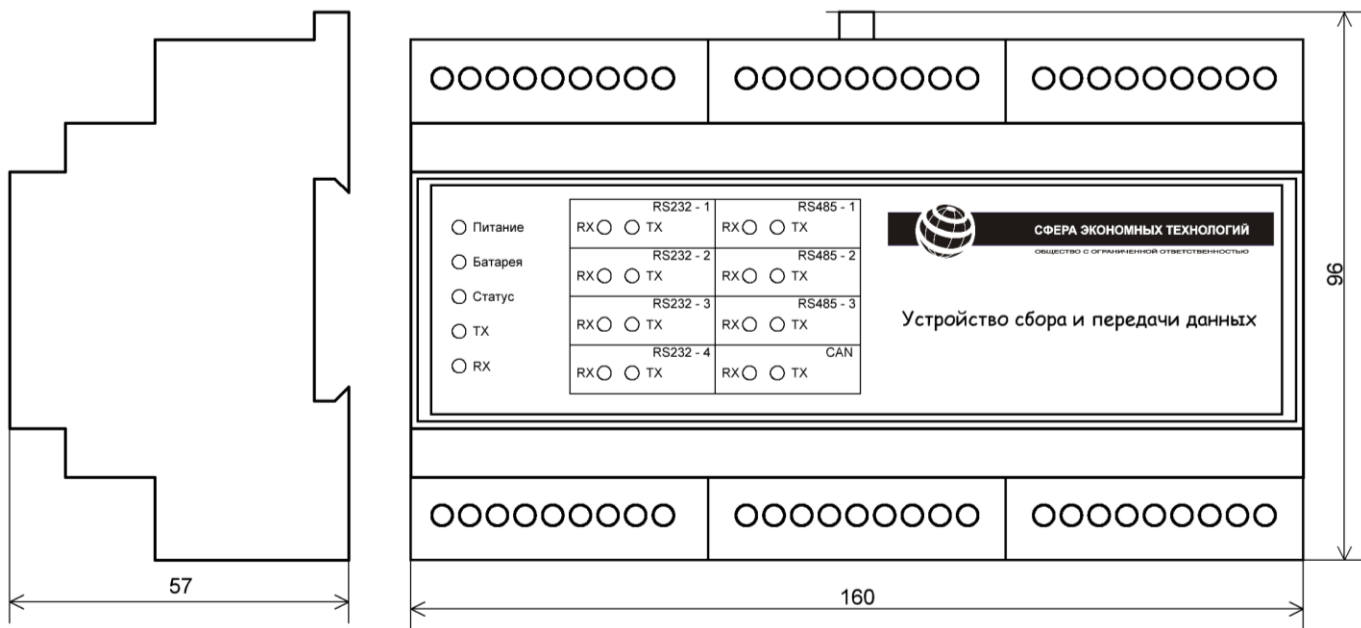 Питание
Батарея
Статус
TX
RX
RS232 - 1
RX TX
RS485 - 1
RX TX
RS232 - 2
RX TX
RS485 - 2
RX TX
RS232 - 3
RX TX
RS485 - 3
RX TX
RS232 - 4
RX TX
CAN
RX TX
СФЕРА ЭКОНОМНЫХ ТЕХНОЛОГИЙ
ОБЩЕСТВО С ОГРАНИЧЕННОЙ ОТВЕТСТВЕННОСТЬЮ
Устройство сбора и передачи данных
96
57
160